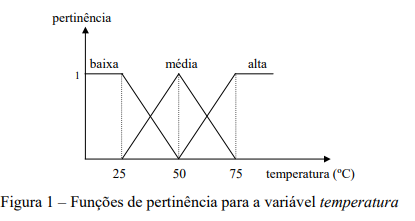 pertinência
baixa média alta
1
25 50 75 temperatura (ºC)
Figura 1 – Funções de pertinência para a variável temperatura